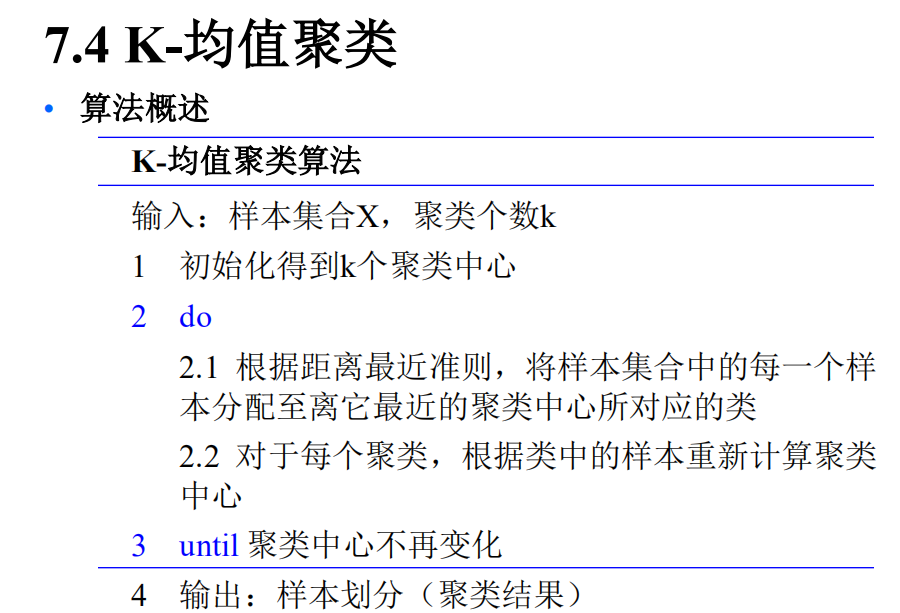 7.4 K-均值聚类
• 算法概述
K-均值聚类算法
输入：样本集合X，聚类个数k
1 初始化得到k个聚类中心
2 do
2.1 根据距离最近准则，将样本集合中的每一个样
本分配至离它最近的聚类中心所对应的类
2.2 对于每个聚类，根据类中的样本重新计算聚类
中心
3 until 聚类中心不再变化
4 输出：样本划分（聚类结果）